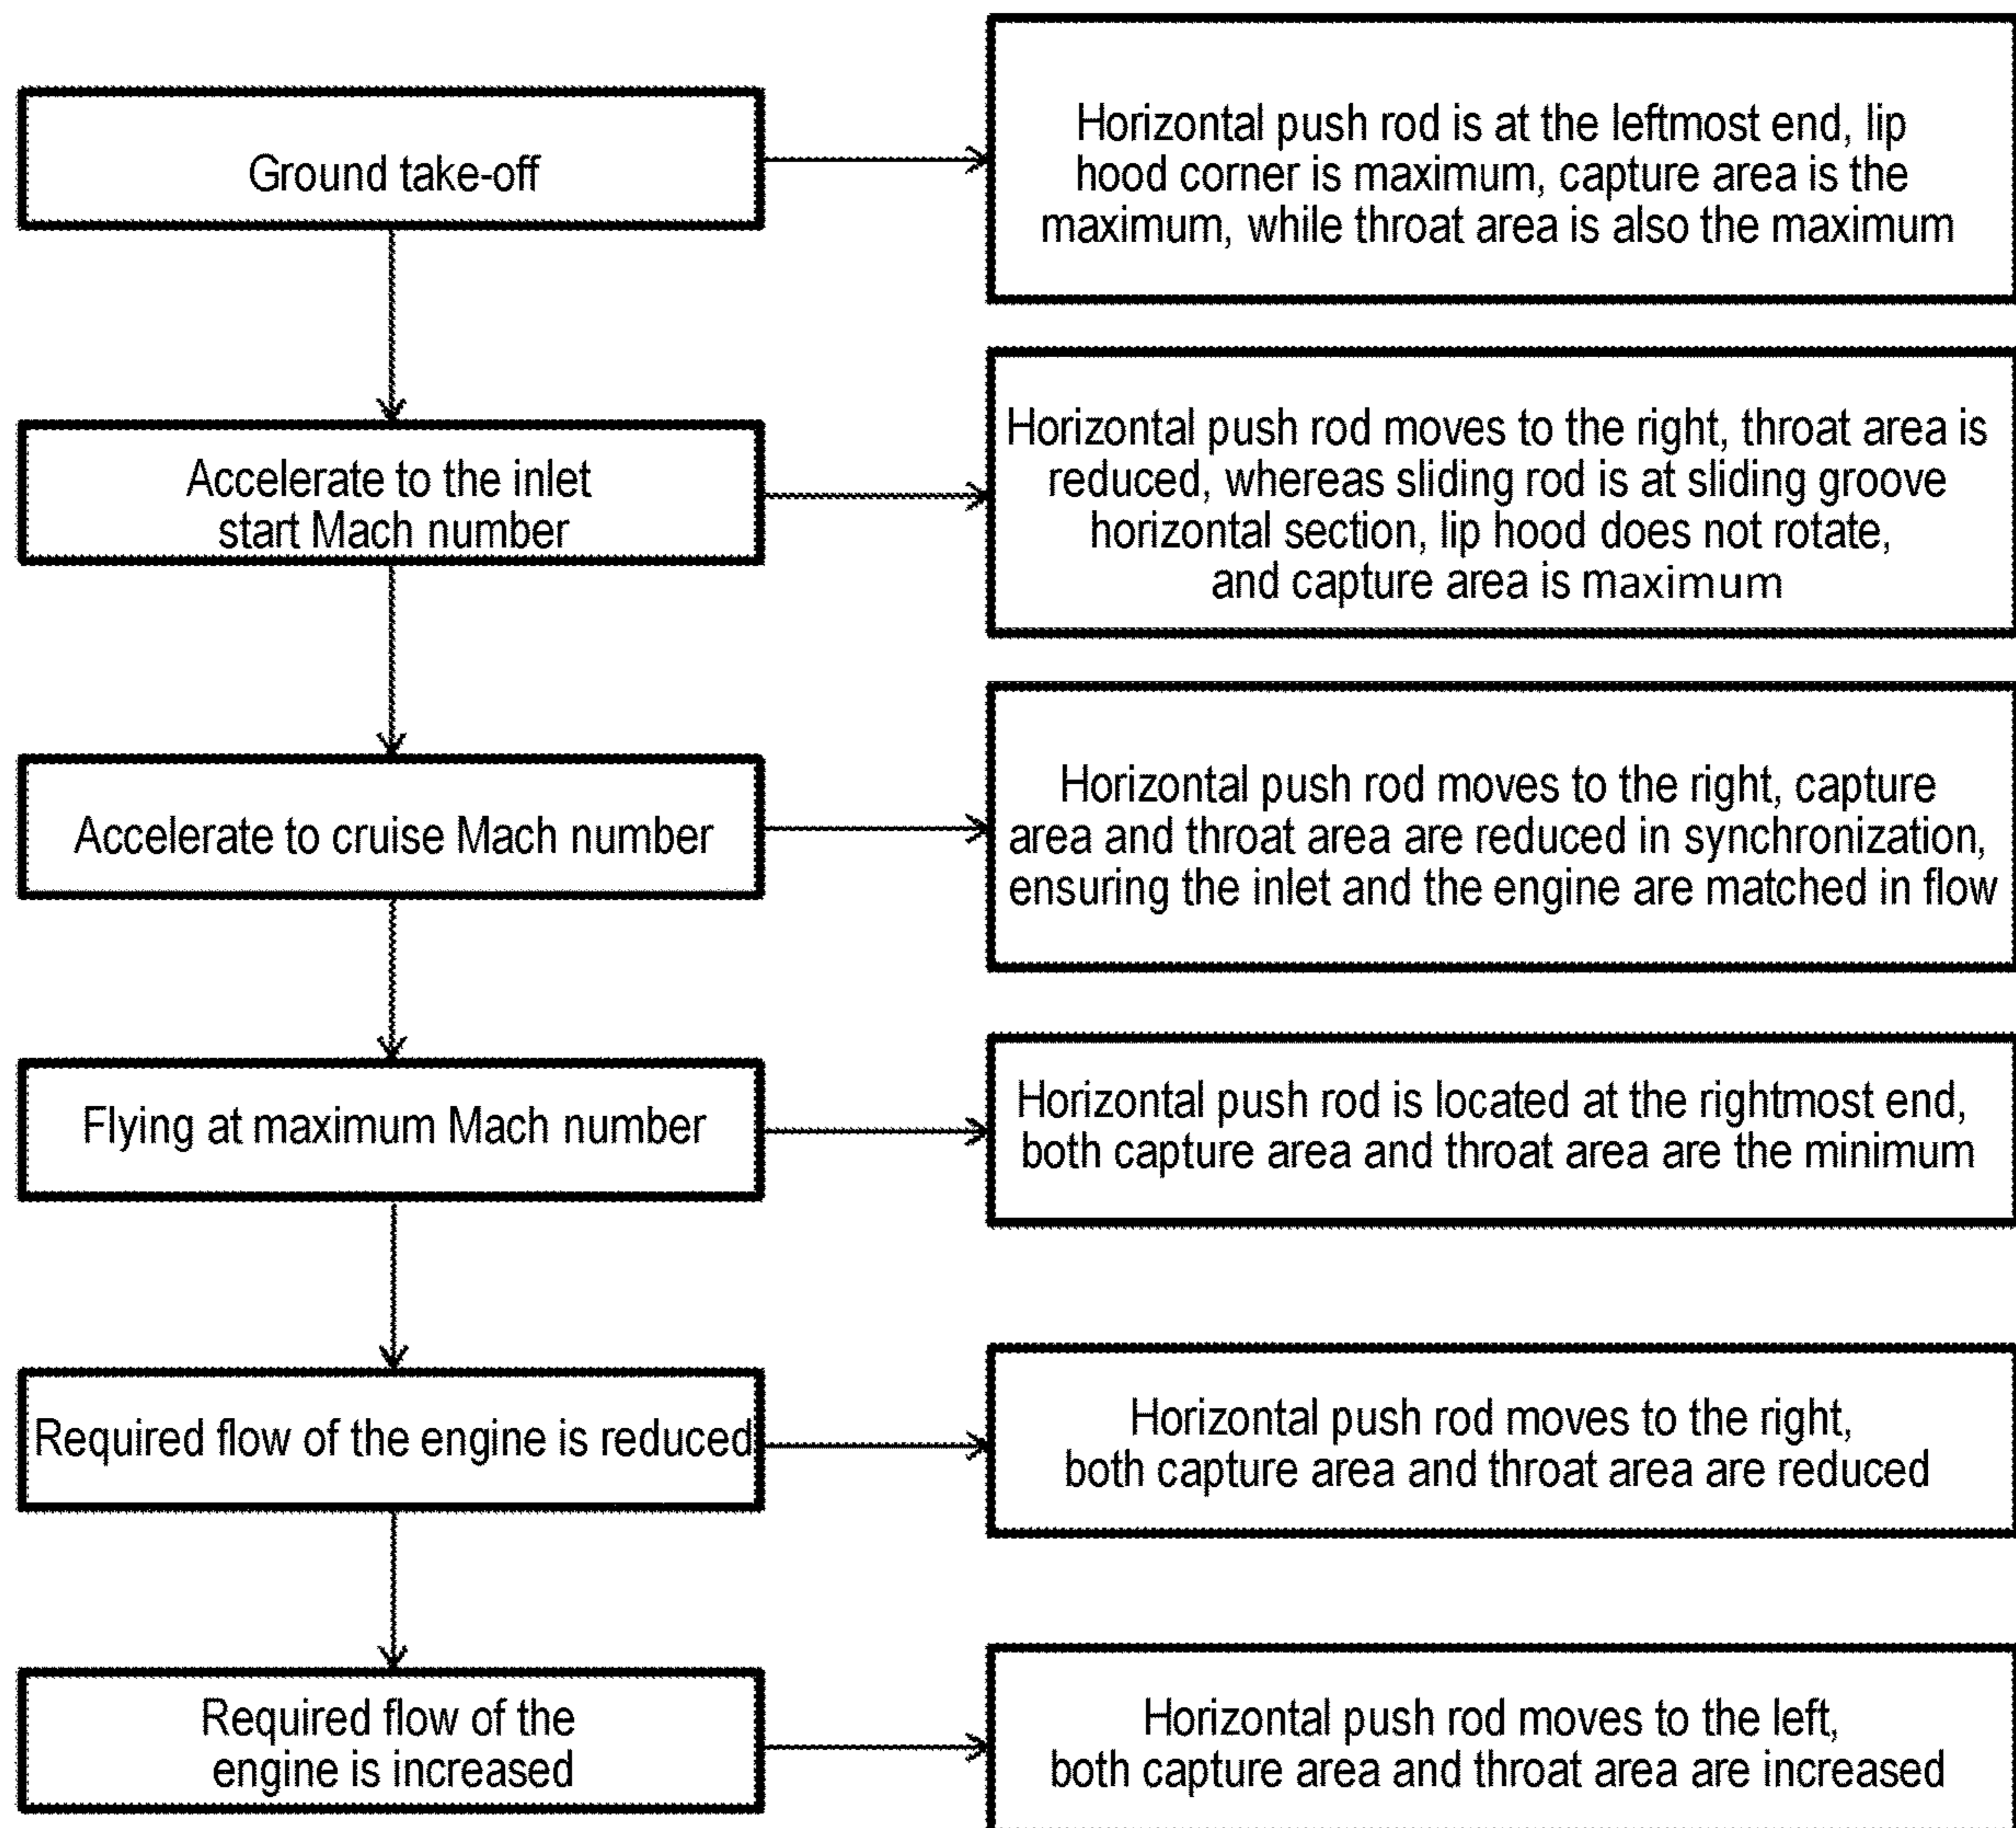 Ground take-off
Horizontal push rod is at the leftmost end, lip
hood corner is maximum, capture area is the
maximum, while throat area is also the maximum
Accelerate to the inlet
start Mach number
Horizontal push rod moves to the right, throat area is
reduced, whereas sliding rod is at sliding groove
horizontal section, lip hood does not rotate,
and capture area is maximum
Accelerate to cruise Mach number
Horizontal push rod moves to the right, capture
area and throat area are reduced in synchronization,
ensuring the inlet and the engine are matched in flow
Flying at maximum Mach number
Horizontal push rod is located at the rightmost end,
both capture area and throat area are the minimum
Required flow of the engine is reduced
Horizontal push rod moves to the right,
both capture area and throat area are reduced
Required flow of the
engine is increased
Horizontal push rod moves to the left,
both capture area and throat area are increased